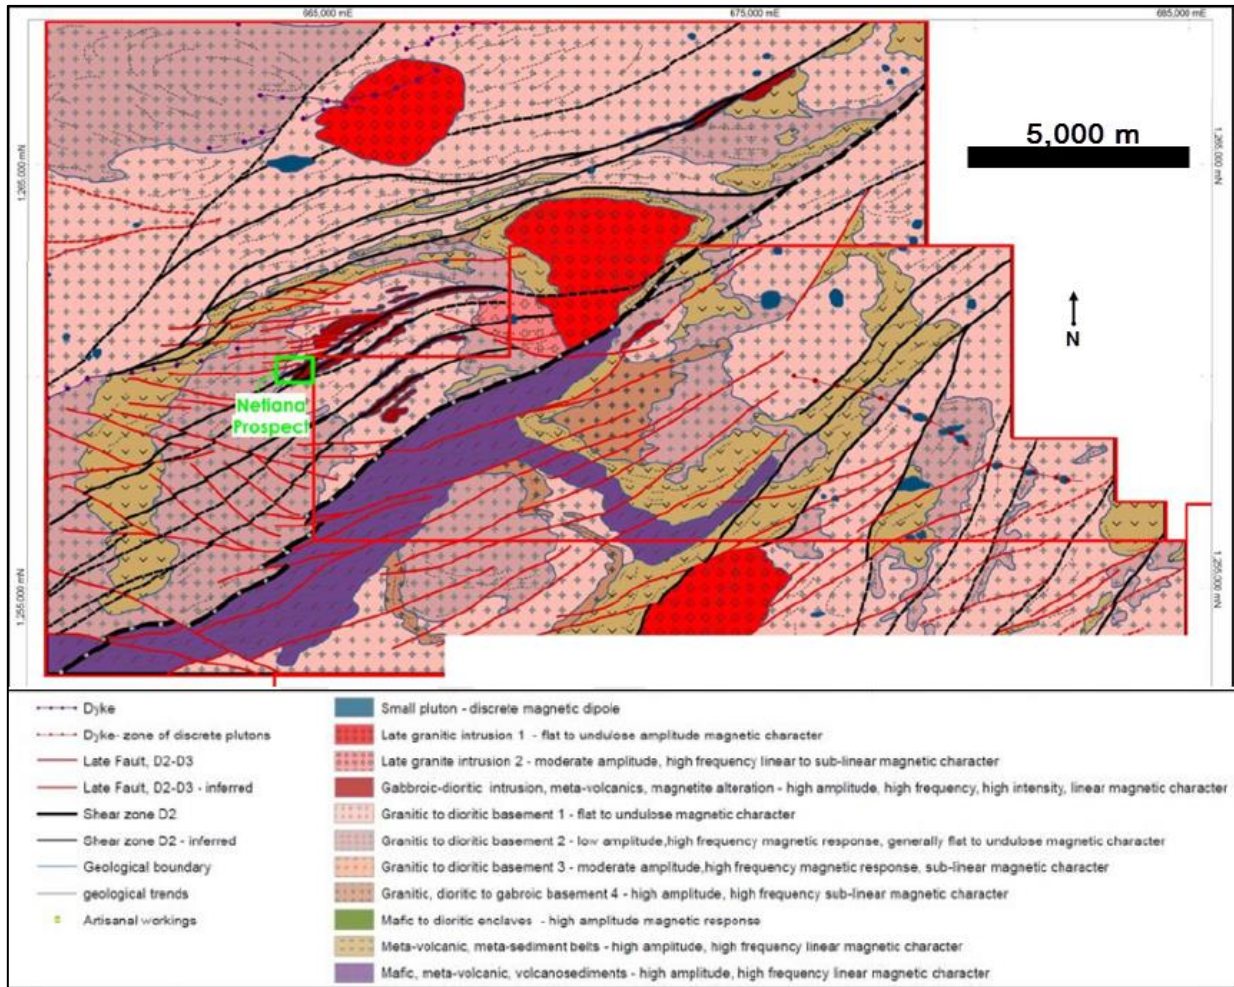 665,000 mE
675,000 mE
685,000 mE
5,000 m
1,265,000 mN
1,265,000 mN
N
Netiana
Prospect
1,255,000 mN
1,255,000 mN
Dyke
Dyke- zone of discrete plutons
Late Fault, D2-D3
Late Fault, D2-D3 - inferred
Shear zone D2
Shear zone D2 - inferred
Geological boundary
geological trends
Artisanal workings
Small pluton - discrete magnetic dipole
Late granitic intrusion 1 - flat to undulose amplitude magnetic character
Late granite intrusion 2 - moderate amplitude, high frequency linear to sub-linear magnetic character
Gabbroic-dioritic intrusion, meta-volcanics, magnetite alteration - high amplitude, high frequency, high intensity, linear magnetic character
Granitic to dioritic basement 1 - flat to undulose magnetic character
Granitic to dioritic basement 2 - low amplitude,high frequency magnetic response, generally flat to undulose magnetic character
Granitic to dioritic basement 3 - moderate amplitude,high frequency magnetic response, sub-linear magnetic character
Granitic, dioritic to gabroic basement 4 - high amplitude, high frequency sub-linear magnetic character
Mafic to dioritic enclaves - high amplitude magnetic response
Meta-volcanic, meta-sediment belts - high amplitude, high frequency linear magnetic character
Mafic, meta-volcanic, volcanosediments - high amplitude, high frequency linear magnetic character